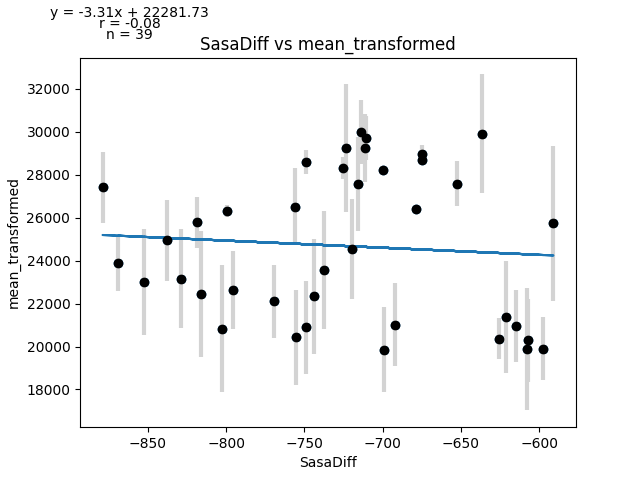 y = -3.31x + 22281.73
r = -0.08
n = 39
SasaDiff vs mean_transformed
32000
30000
28000
26000
24000
22000
20000
18000
mean_transformed
−850
−800
−750
−700
−650
−600
SasaDiff